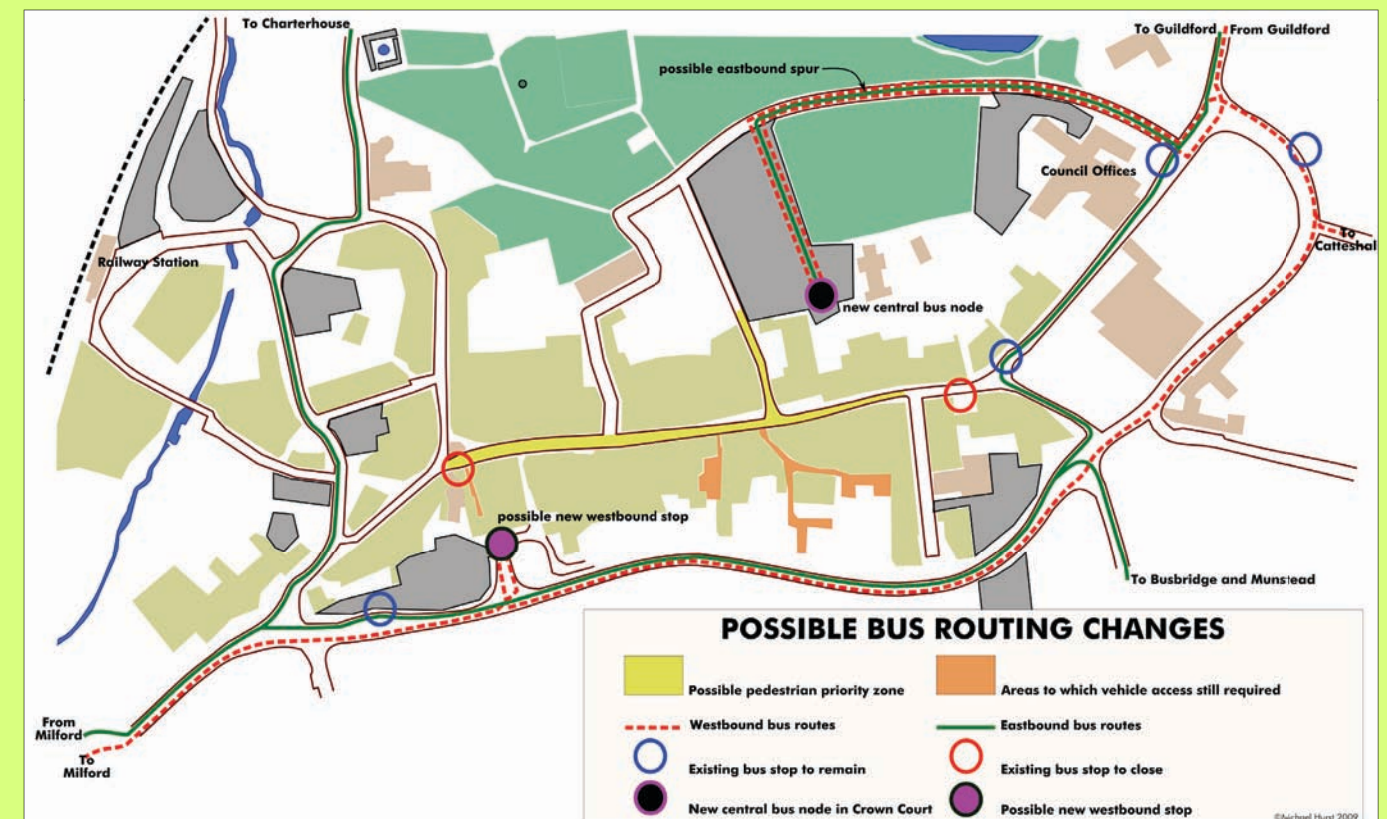 To Charterhouse
To Guildford
From Guildford
possible eastbound spur
Council Offices
To
Catteshal
Railway Station
new central bus node
possible new westbound stop
To Busbridge and Munstead
From
Milford
To
Milford
POSSIBLE BUS ROUTING CHANGES
Possible pedestrian priority zone
Areas to which vehicle access still required
Westbound bus routes
Eastbound bus routes
Existing bus stop to remain
Existing bus stop to close
New central bus node in Crown Court
Possible new westbound stop
©Michael Hurst 2009